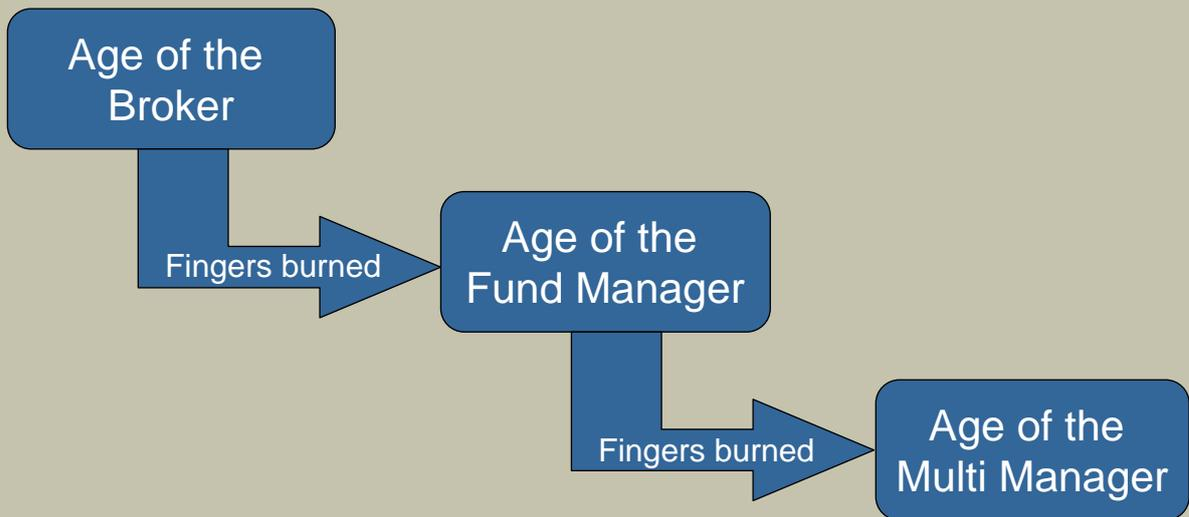 Age of the
Broker
Fingers burned
Age of the
Fund Manager
Fingers burned
Age of the
Multi Manager